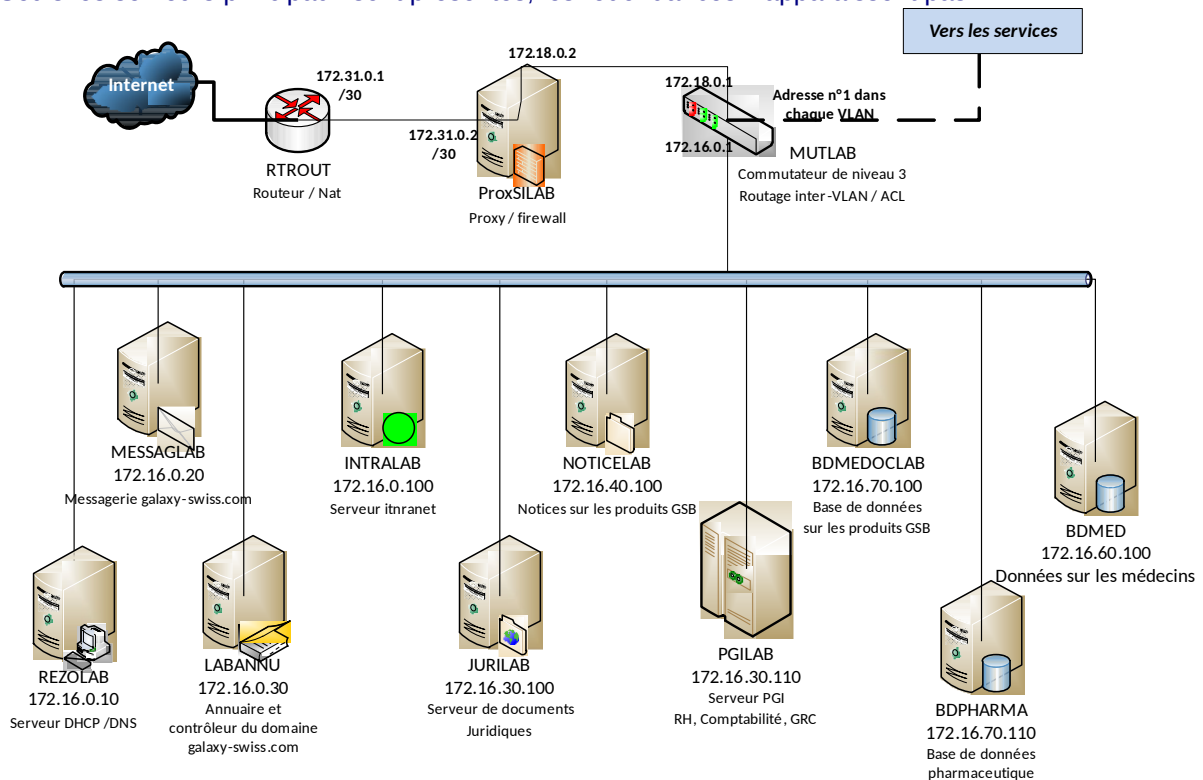 Vers les services
Internet
172.31.0.1
/30
172.18.0.2
172.18.0.1
Adresse n°1 dans
chaque VLAN
172.31.0.2
/30
172.16.0.1
RTROUT
Routeur / Nat
ProxSILAB
Proxy / firewall
MUTLAB
Commutateur de niveau 3
Routage inter-VLAN / ACL
MESSAGLAB
172.16.0.20
Messagerie galaxy-swiss.com
INTRALAB
172.16.0.100
Serveur itnranet
NOTICELAB
172.16.40.100
Notices sur les produits GSB
BDMEDOCLAB
172.16.70.100
Base de données
sur les produits GSB
BDMED
172.16.60.100
Données sur les médecins
REZOLAB
172.16.0.10
Serveur DHCP /DNS
LABANNU
172.16.0.30
Annuaire et
contrôleur du domaine
galaxy-swiss.com
JURILAB
172.16.30.100
Serveur de documents
Juridiques
PGILAB
172.16.30.110
Serveur PGI
RH, Comptabilité, GRC
BDPHARMA
172.16.70.110
Base de données
pharmaceutique